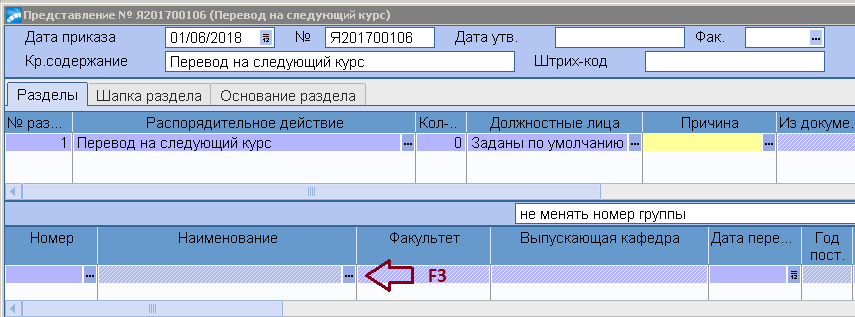 Представление № Я201700106 (Перевод на следующий курс)
Дата приказа 01/06/2018 № Я201700106 Дата утв. Фак.
Кр.содержание Перевод на следующий курс Штрих-код
Разделы Шапка раздела Основание раздела
№ раз... Распорядительное действие Кол-.. Должностные лица Причина Из докуме..
1 Перевод на следующий курс 0 Заданы по умолчанию
не менять номер группы
Номер Наименование Факультет Выпускающая кафедра Дата пере... Год
пост.
F3